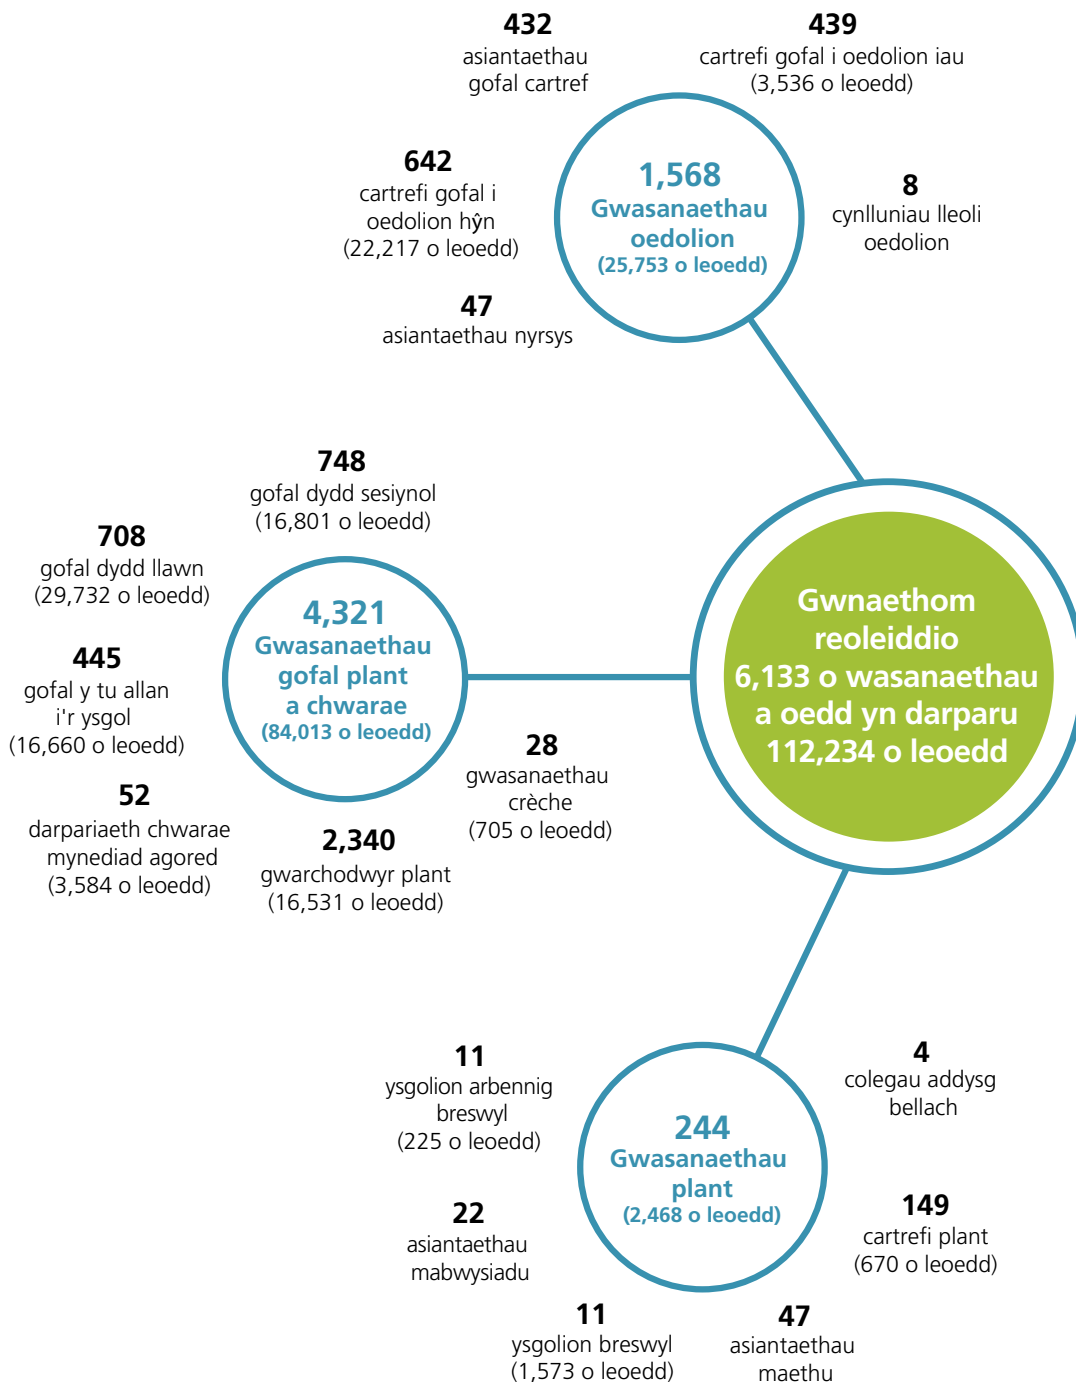 432
asiantaethau
gofal cartref
439
cartrefi gofal i oedolion iau
(3,536 o leoedd)
642
cartrefi gofal i
oedolion hŷn
(22,217 o leoedd)
1,568
Gwasanaethau
oedolion
(25,753 o leoedd)
8
cynlluniau lleoli
oedolion
47
asiantaethau nyrsys
748
gofal dydd sesiynol
(16,801 o leoedd)
708
gofal dydd llawn
(29,732 o leoedd)
4,321
Gwasanaethau
gofal plant
a chwarae
(84,013 o leoedd)
445
gofal y tu allan
i'r ysgol
(16,660 o leoedd)
28
gwasanaethau
crèche
(705 o leoedd)
52
darpariaeth chwarae
mynediad agored
(3,584 o leoedd)
2,340
gwarchodwyr plant
(16,531 o leoedd)
Gwnaethom
reoleiddio
6,133 o wasanaethau
a oedd yn darparu
112,234 o leoedd
11
ysgolion arbennig
breswyl
(225 o leoedd)
4
colegau addysg
bellach
244
Gwasanaethau
plant
(2,468 o leoedd)
22
asiantaethau
mabwysiadu
149
cartrefi plant
(670 o leoedd)
11
ysgolion breswyl
(1,573 o leoedd)
47
asiantaethau
maethu